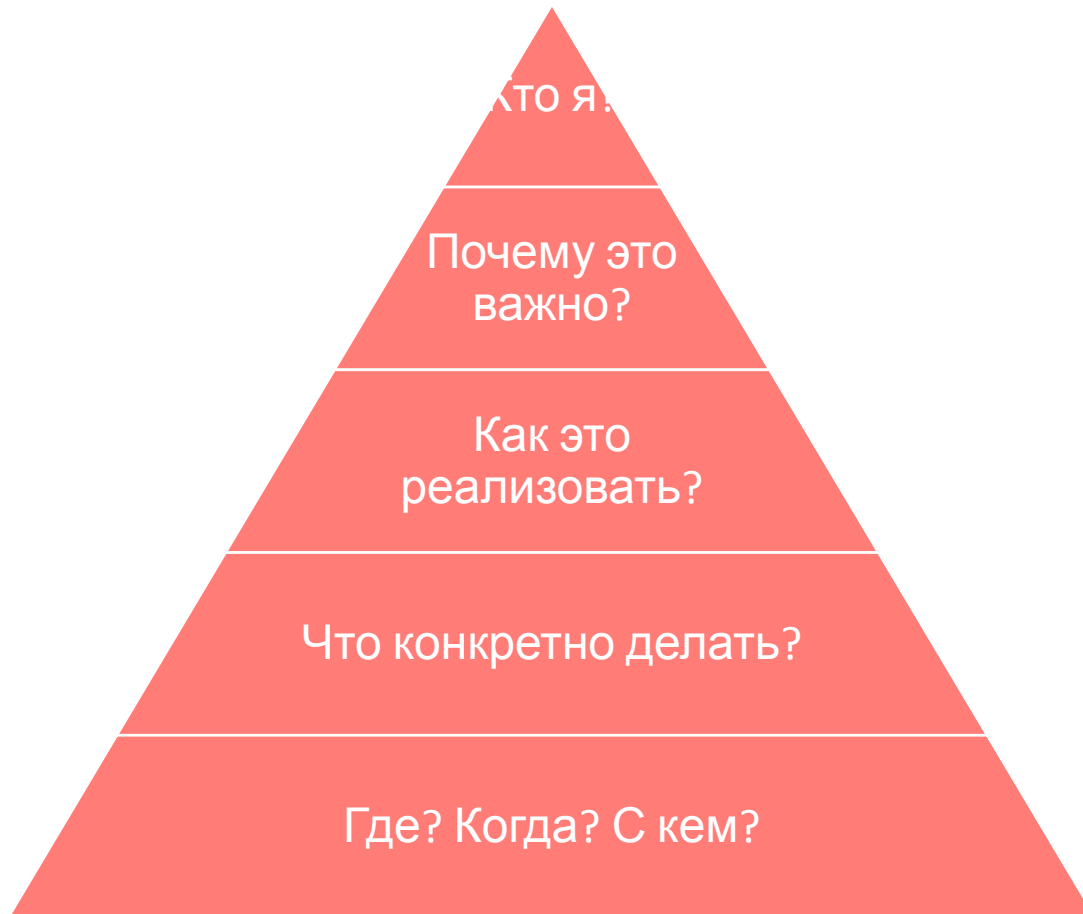 Кто я?
Почему это
важно?
Как это
реализовать?
Что конкретно делать?
Где? Когда? С кем?